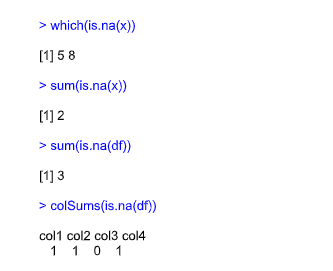 > which(is.na(x))
[1] 5 8
> sum(is.na(x))
[1] 2
> sum(is.na(df))
[1] 3
> colSums(is.na(df))
col1 col2 col3 col4
1 1 0 1